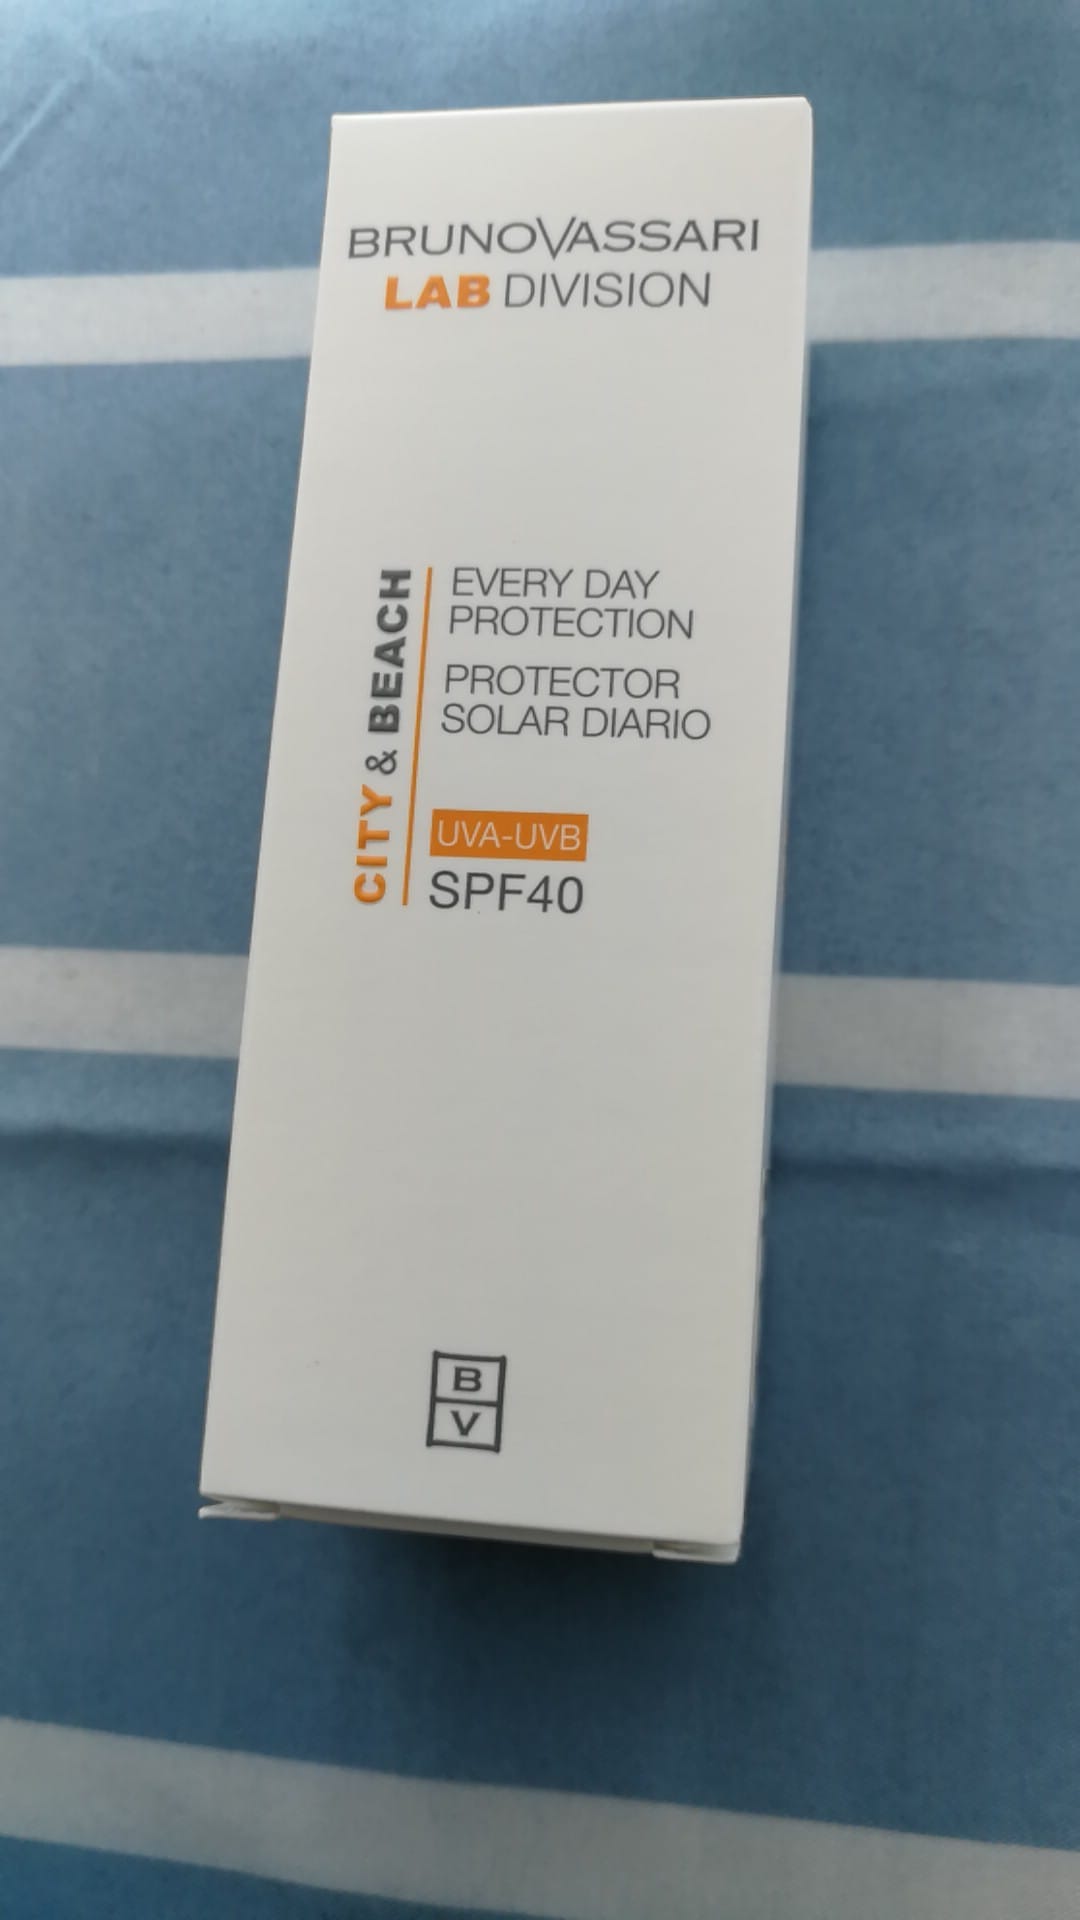 BRUNOVASSARI
LAB DIVISION
CITY & BEACH
EVERY DAY
PROTECTION
PROTECTOR
SOLAR DIARIO
UVA-UVB
SPF40
B
V